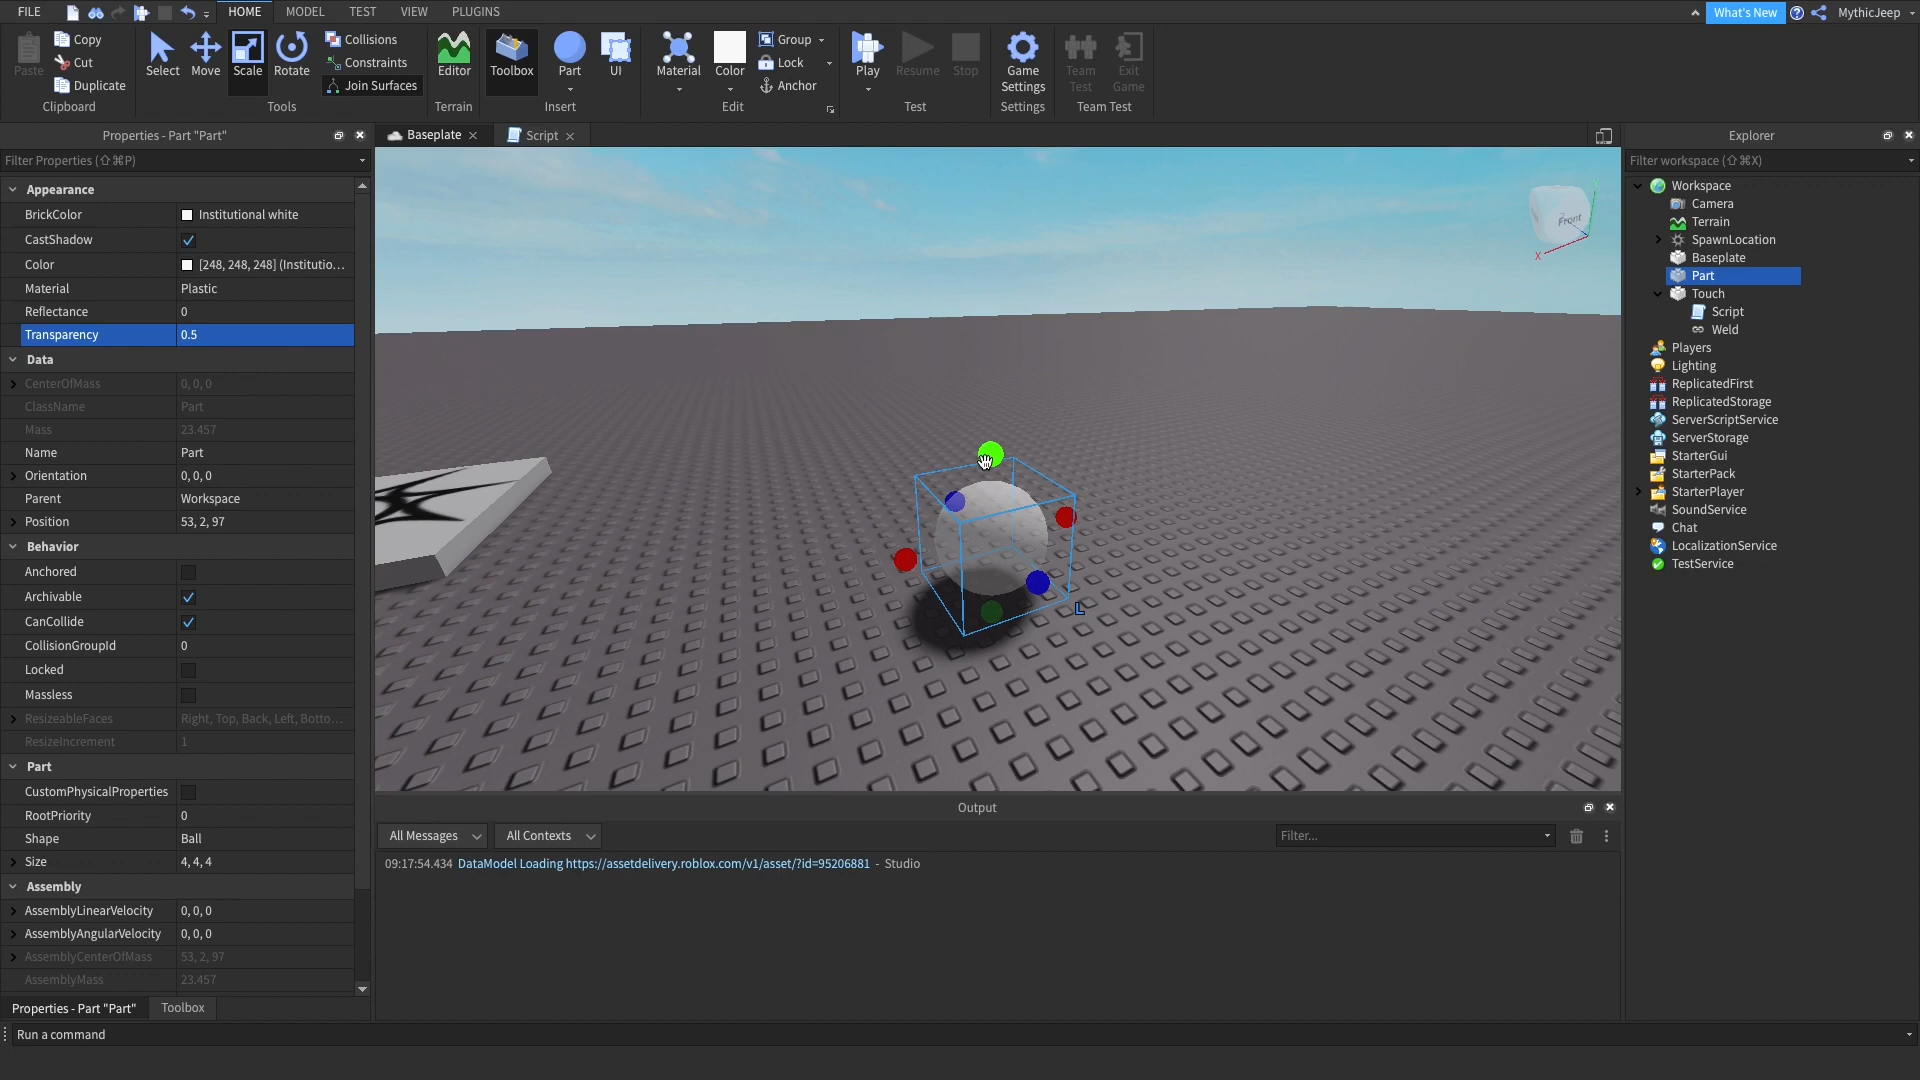 FILE
HOME
MODEL
TEST
VIEW
PLUGINS
What's New
MythicJeep
Paste
Copy
Cut
Duplicate
Clipboard
Select
Move
Scale
Rotate
Collisions
Constraints
Join Surfaces
Tools
Editor
Terrain
Toolbox
Part
UI
Insert
Material
Color
Group
Lock
Anchor
Edit
Play
Resume
Stop
Test
Game
Settings
Settings
Team
Test
Exit
Game
Team Test
Properties - Part "Part"
Filter Properties (⇧⌘P)
Appearance
BrickColor Institutional white
CastShadow
Color [248, 248, 248] (Institutio...
Material Plastic
Reflectance 0
Transparency 0.5
Data
CenterOfMass 0, 0, 0
ClassName Part
Mass 23.457
Name Part
Orientation 0, 0, 0
Parent Workspace
Position 53, 2, 97
Behavior
Anchored
Archivable
CanCollide
CollisionGroupId 0
Locked
Massless
ResizeableFaces Right, Top, Back, Left, Botto...
ResizeIncrement 1
Part
CustomPhysicalProperties
RootPriority 0
Shape Ball
Size 4, 4, 4
Assembly
AssemblyLinearVelocity 0, 0, 0
AssemblyAngularVelocity 0, 0, 0
AssemblyCenterOfMass 53, 2, 97
AssemblyMass 23.457
Properties - Part "Part"
Toolbox
Run a command
Baseplate
Script
Front
X
L
Output
All Messages
All Contexts
Filter...
09:17:54.434 DataModel Loading https://assetdelivery.roblox.com/v1/asset/?id=95206881 - Studio
Explorer
Filter workspace (⇧⌘X)
Workspace
Camera
Terrain
SpawnLocation
Baseplate
Part
Touch
Script
Weld
Players
Lighting
ReplicatedFirst
ReplicatedStorage
ServerScriptService
ServerStorage
StarterGui
StarterPack
StarterPlayer
SoundService
Chat
LocalizationService
TestService